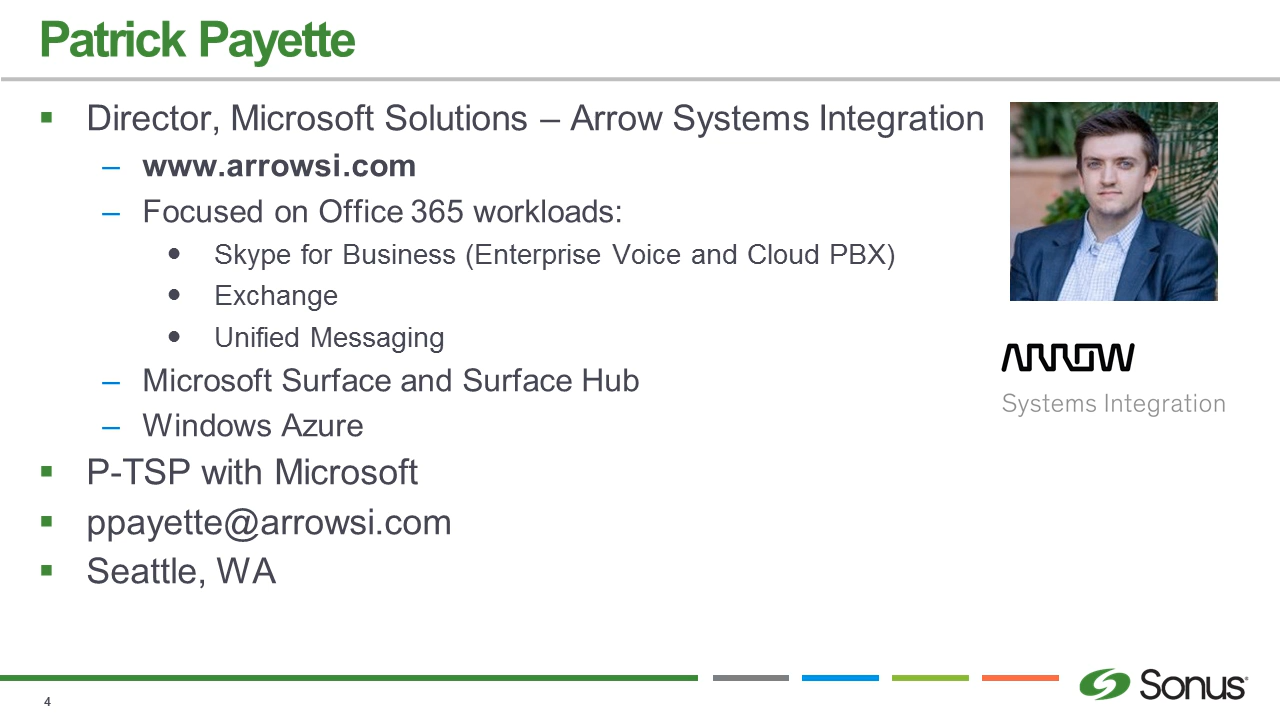 Patrick Payette
Director, Microsoft Solutions – Arrow Systems Integration
– www.arrowsi.com
– Focused on Office 365 workloads:
Skype for Business (Enterprise Voice and Cloud PBX)
Exchange
Unified Messaging
– Microsoft Surface and Surface Hub
– Windows Azure
P-TSP with Microsoft
ppayette@arrowsi.com
Seattle, WA
ARROW
Systems Integration
4
Sonus